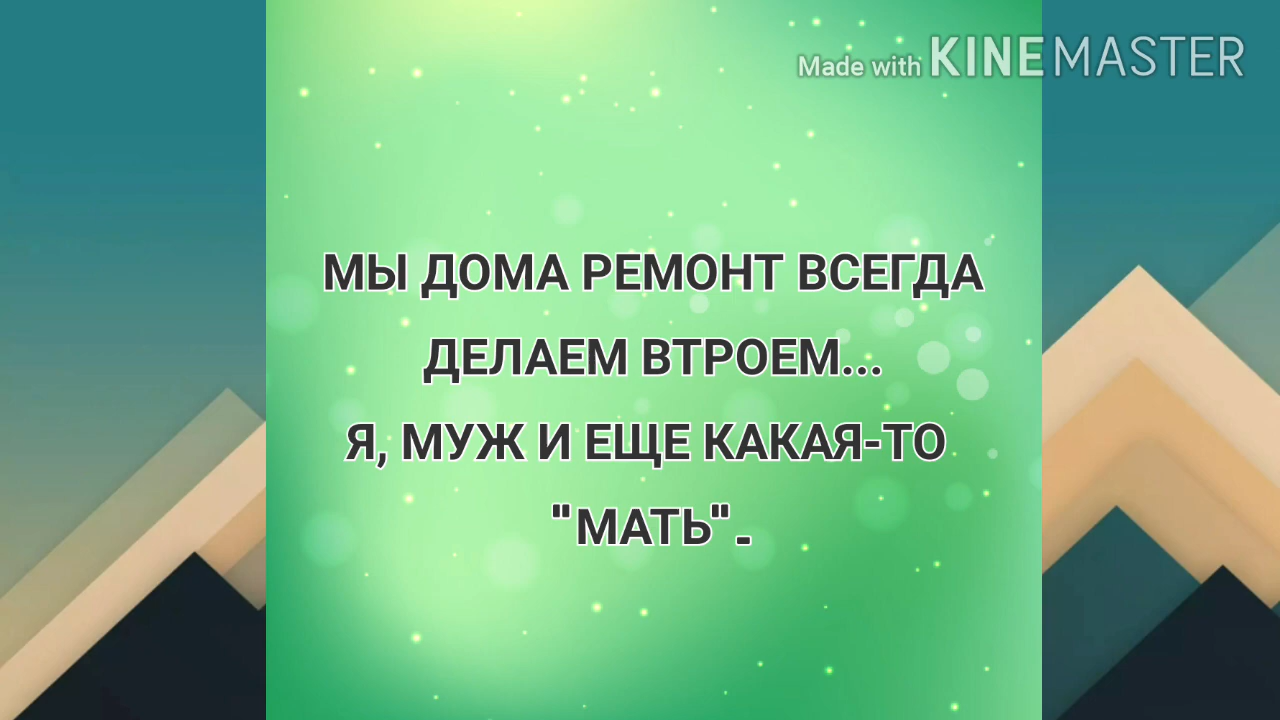 Made with KINEMASTER
МЫ ДОМА РЕМОНТ ВСЕГДА
ДЕЛАЕМ ВТРОЕМ...
Я, МУЖ И ЕЩЕ КАКАЯ-ТО
"МАТЬ".